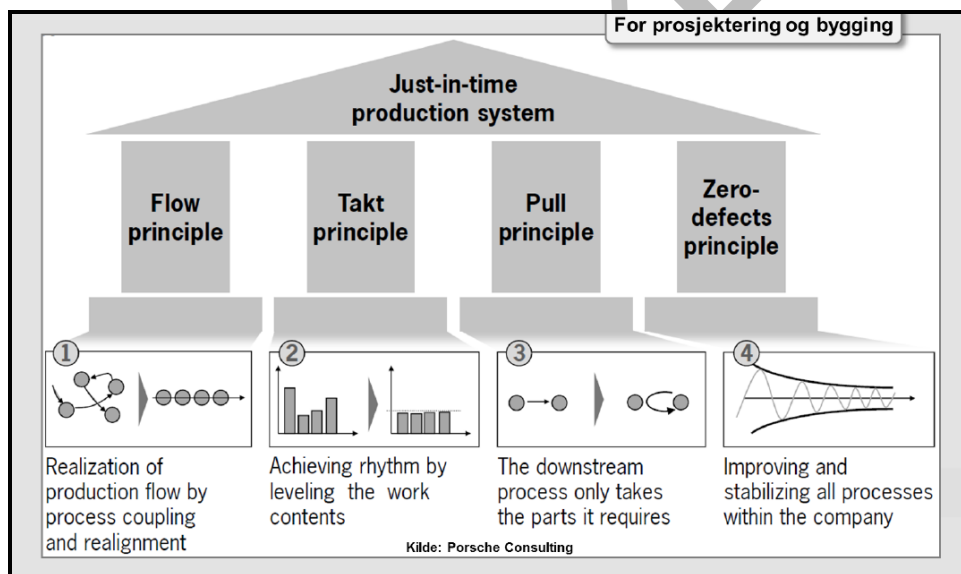 For prosjektering og bygging
Just-in-time
production system
Flow
principle
Takt
principle
Pull
principle
Zero-
defects
principle
1
2
3
4
Realization of
production flow by
process coupling
and realignment
Achieving rhythm by
leveling the work
contents
The downstream
process only takes
the parts it requires
Improving and
stabilizing all processes
within the company
Kilde: Porsche Consulting